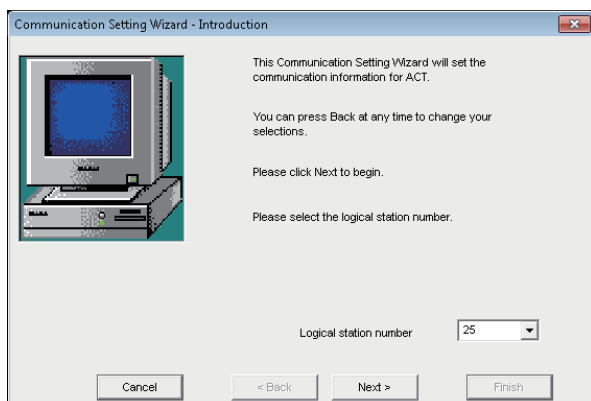 Communication Setting Wizard - Introduction
This Communication Setting Wizard will set the
communication information for ACT.
You can press Back at any time to change your
selections.
Please click Next to begin.
Please select the logical station number.
Logical station number
25
Cancel
< Back
Next >
Finish